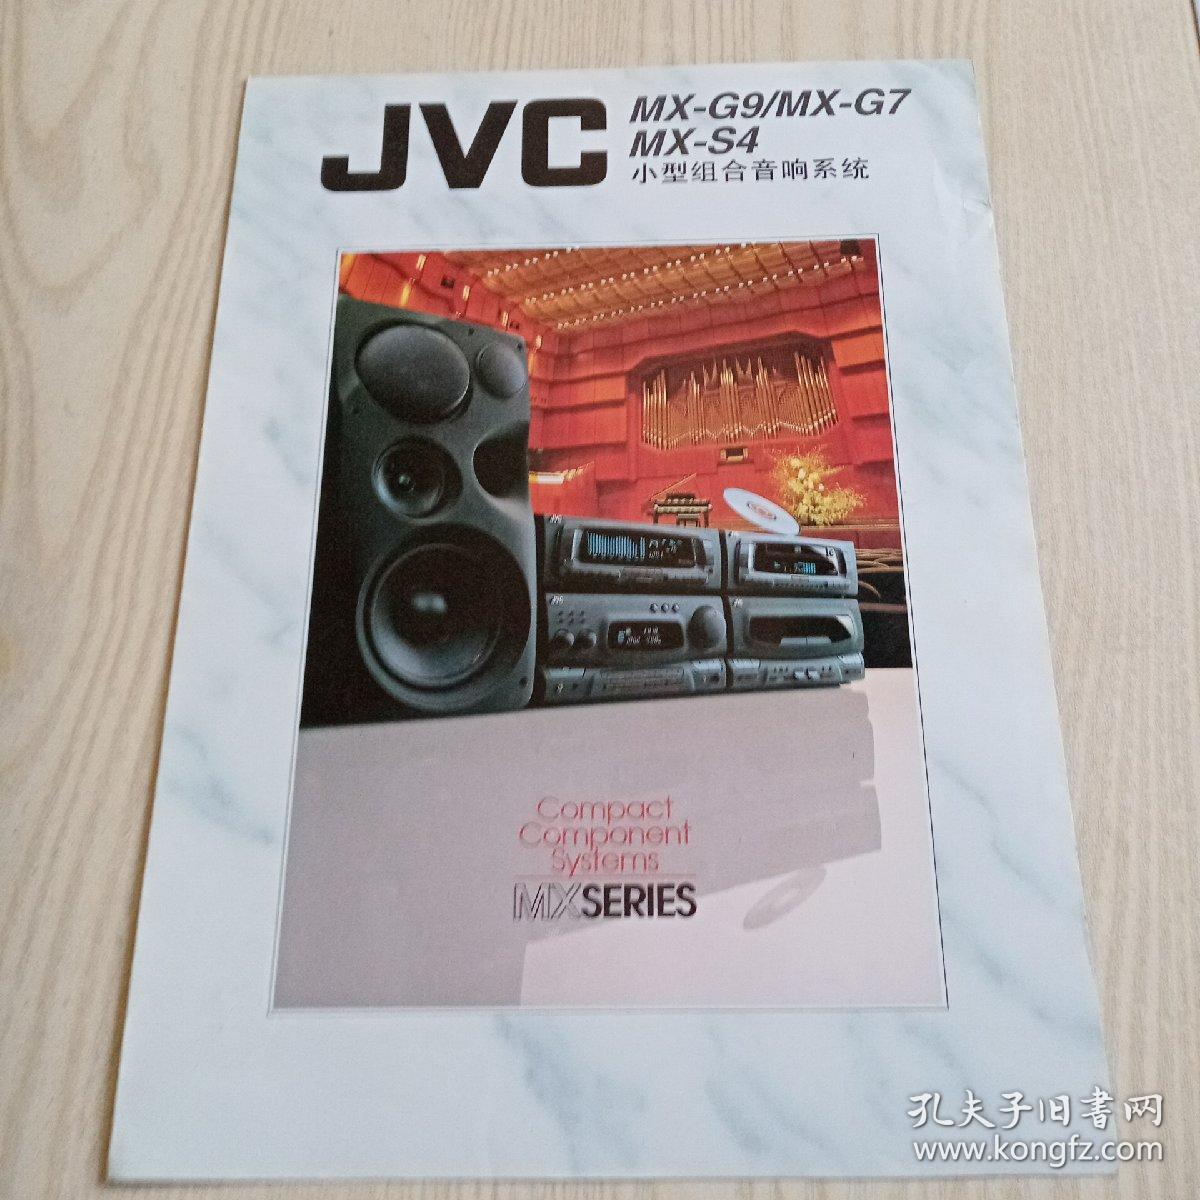 JVC
MX-G9/MX-G7
MX-S4
小型组合音响系统
Compact
Component
Systems
MX SERIES
孔夫子旧书网
www.kongfz.com